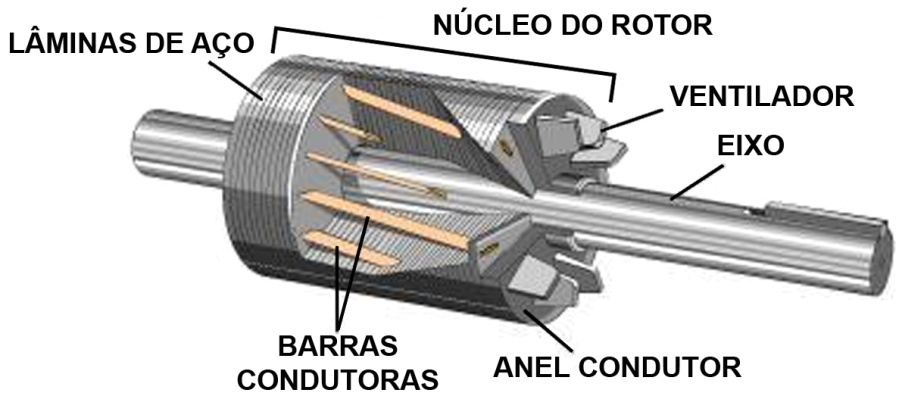 NÚCLEO DO ROTOR
LÂMINAS DE AÇO
VENTILADOR
EIXO
BARRAS
CONDUTORAS
ANEL CONDUTOR